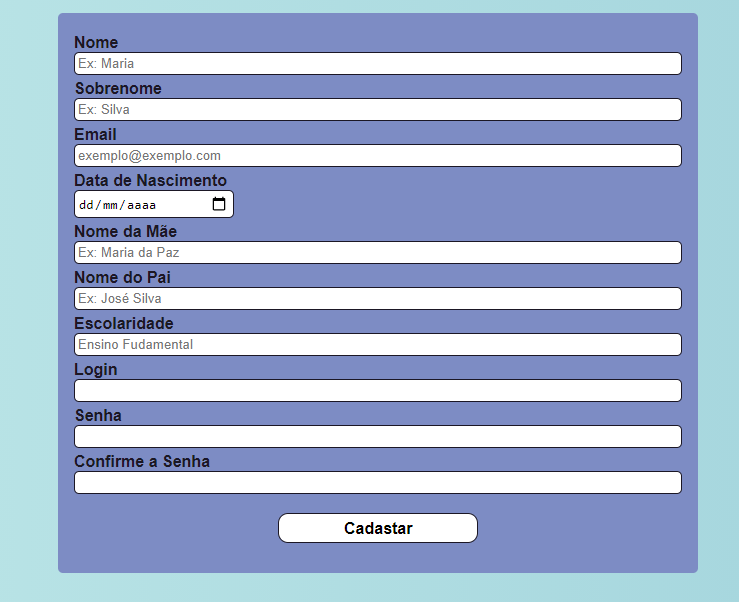 Nome
Ex: Maria
Sobrenome
Ex: Silva
Email
exemplo@exemplo.com
Data de Nascimento
dd/mm/aaaa
Nome da Mãe
Ex: Maria da Paz
Nome do Pai
Ex: José Silva
Escolaridade
Ensino Fudamental
Login
Senha
Confirme a Senha
Cadastar